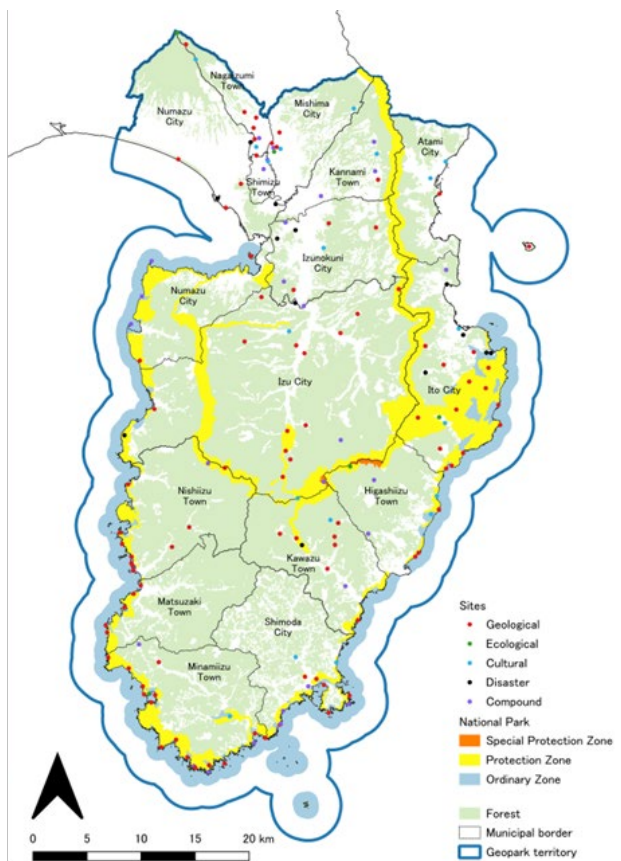 Nagaizumi
Town
Numazu
City
Mishima
City
Atami
City
Shimizu
Town
Kannami
Town
Izunokuni
City
Numazu
City
Izu City
Ito City
Nishiizu
Town
Higashiizu
Town
Kawazu
Town
Matsuzaki
Town
Shimoda
City
Minamiizu
Town
Sites
Geological
Ecological
Cultural
Disaster
Compound
National Park
Special Protection Zone
Protection Zone
Ordinary Zone
Forest
Municipal border
Geopark territory
0 5 10 15 20 km